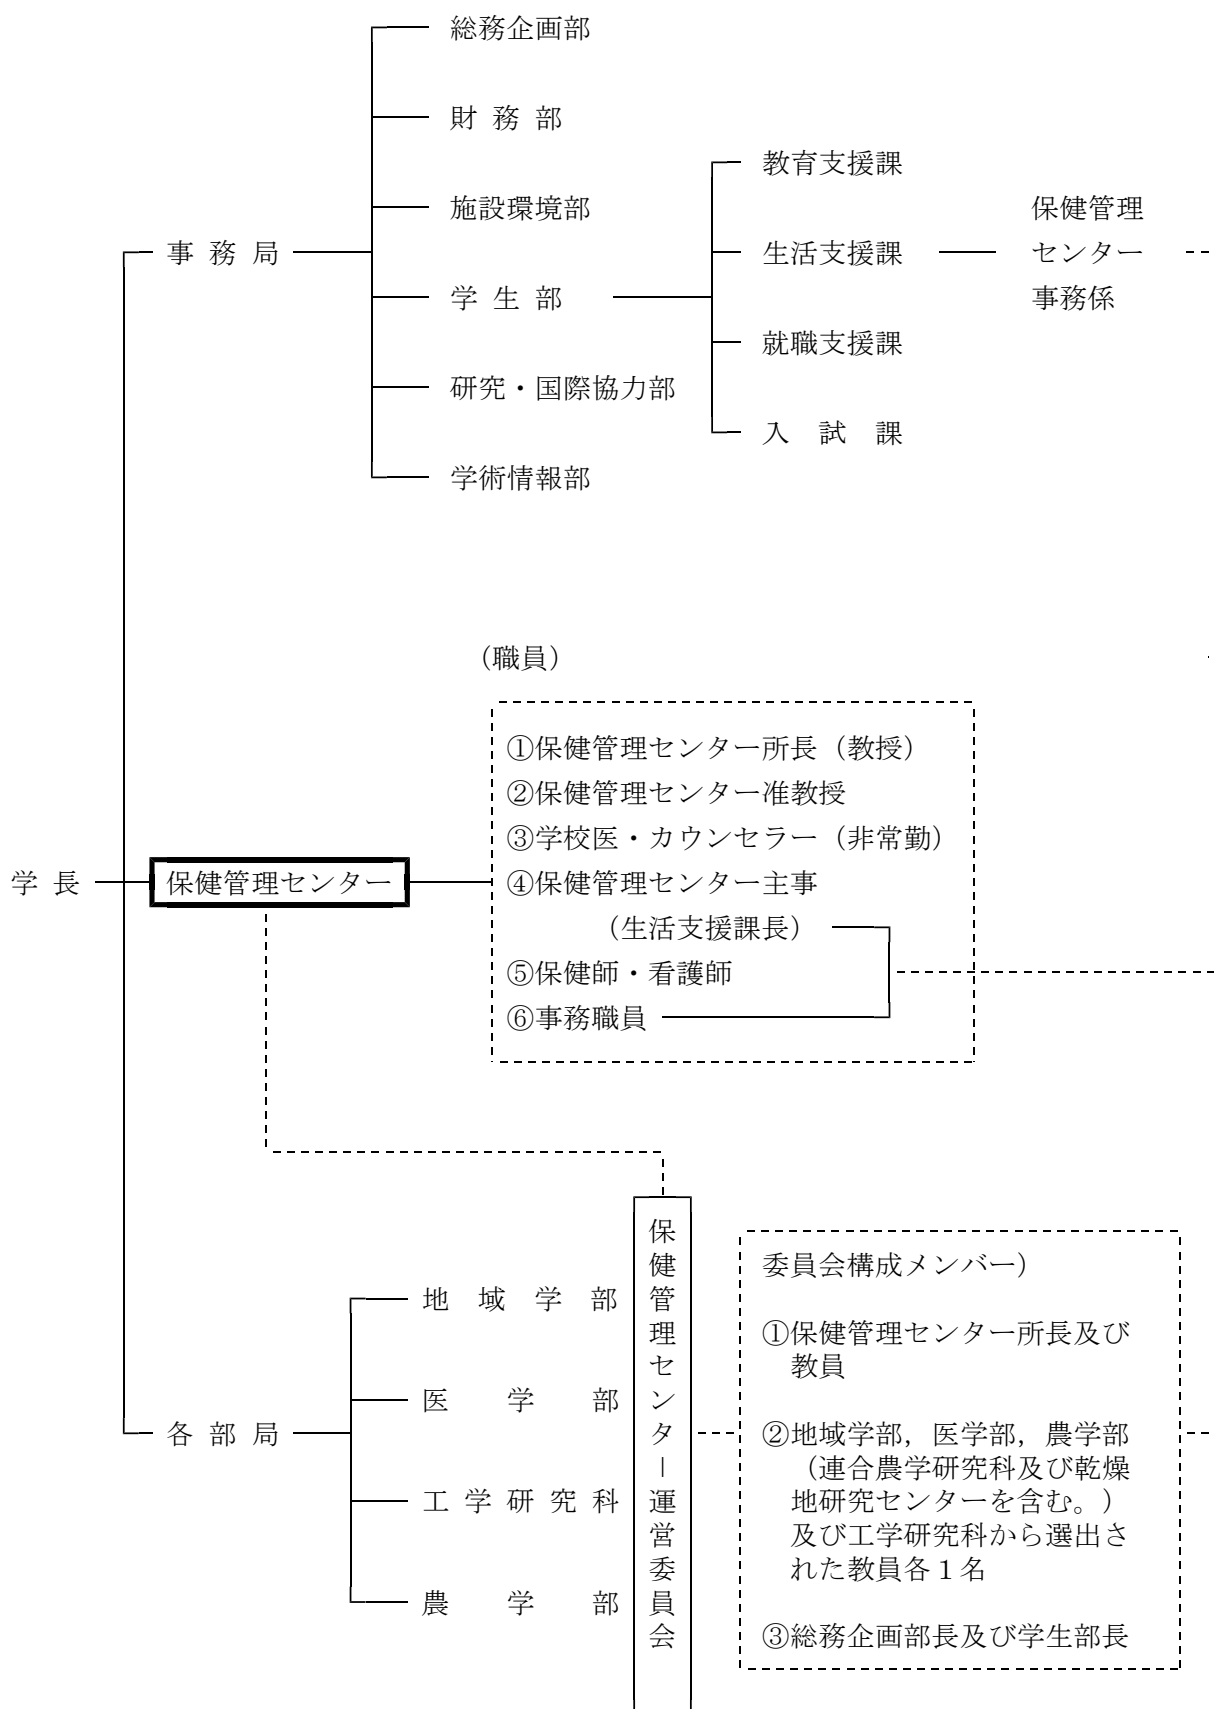 総務企画部
財 務 部
教育支援課
施設環境部
保健管理
事 務 局
生活支援課
センター
学 生 部
事務係
就職支援課
研究・国際協力部
入 試 課
学術情報部
（職員）
①保健管理センター所長（教授）
②保健管理センター准教授
③学校医・カウンセラー（非常勤）
学 長
保健管理センター
④保健管理センター主事
（生活支援課長）
⑤保健師・看護師
⑥事務職員
保健管理センター運営委員会
委員会構成メンバー）
地 域 学 部
①保健管理センター所長及び
教員
医 学 部
各 部 局
②地域学部，医学部，農学部
（連合農学研究科及び乾燥
工 学 研 究 科
地研究センターを含む。）
及び工学研究科から選出さ
れた教員各１名
農 学 部
③総務企画部長及び学生部長